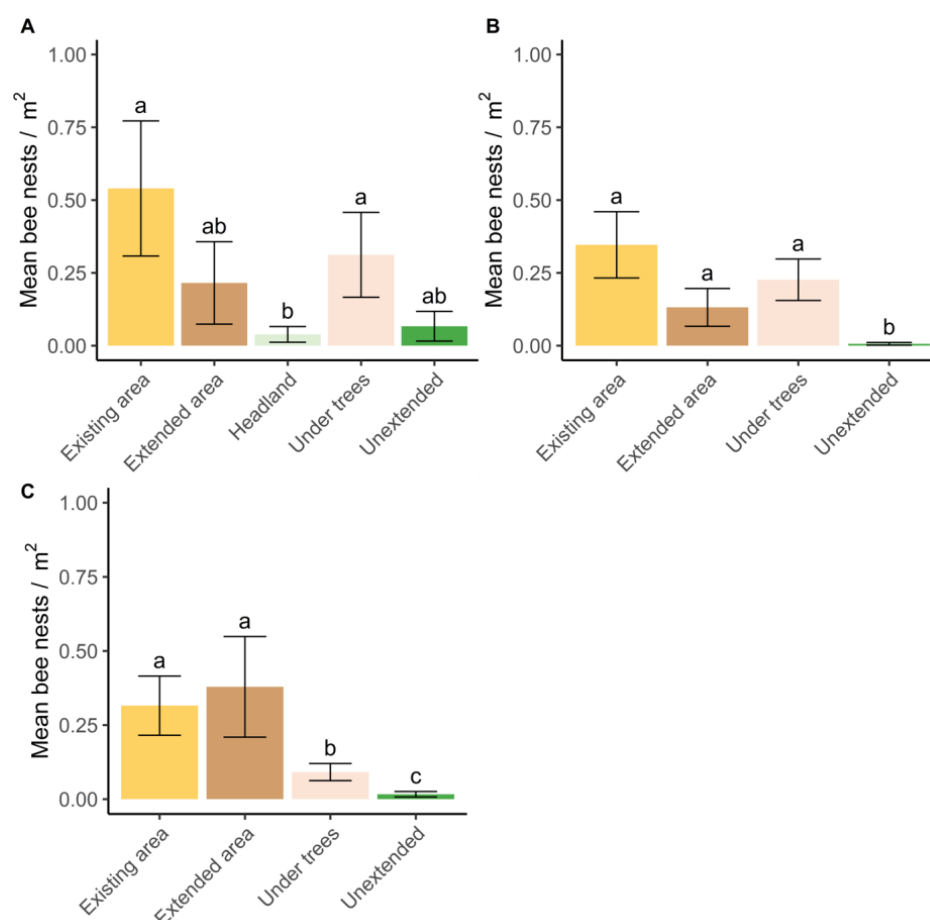 A
Mean bee nests / m²
1.00
0.75
0.50
0.25
0.00
a
ab
b
a
ab
Existing area
Extended area
Headland
Under trees
Unextended
B
Mean bee nests / m²
1.00
0.75
0.50
0.25
0.00
a
a
a
b
Existing area
Extended area
Under trees
Unextended
C
Mean bee nests / m²
1.00
0.75
0.50
0.25
0.00
a
a
b
c
Existing area
Extended area
Under trees
Unextended